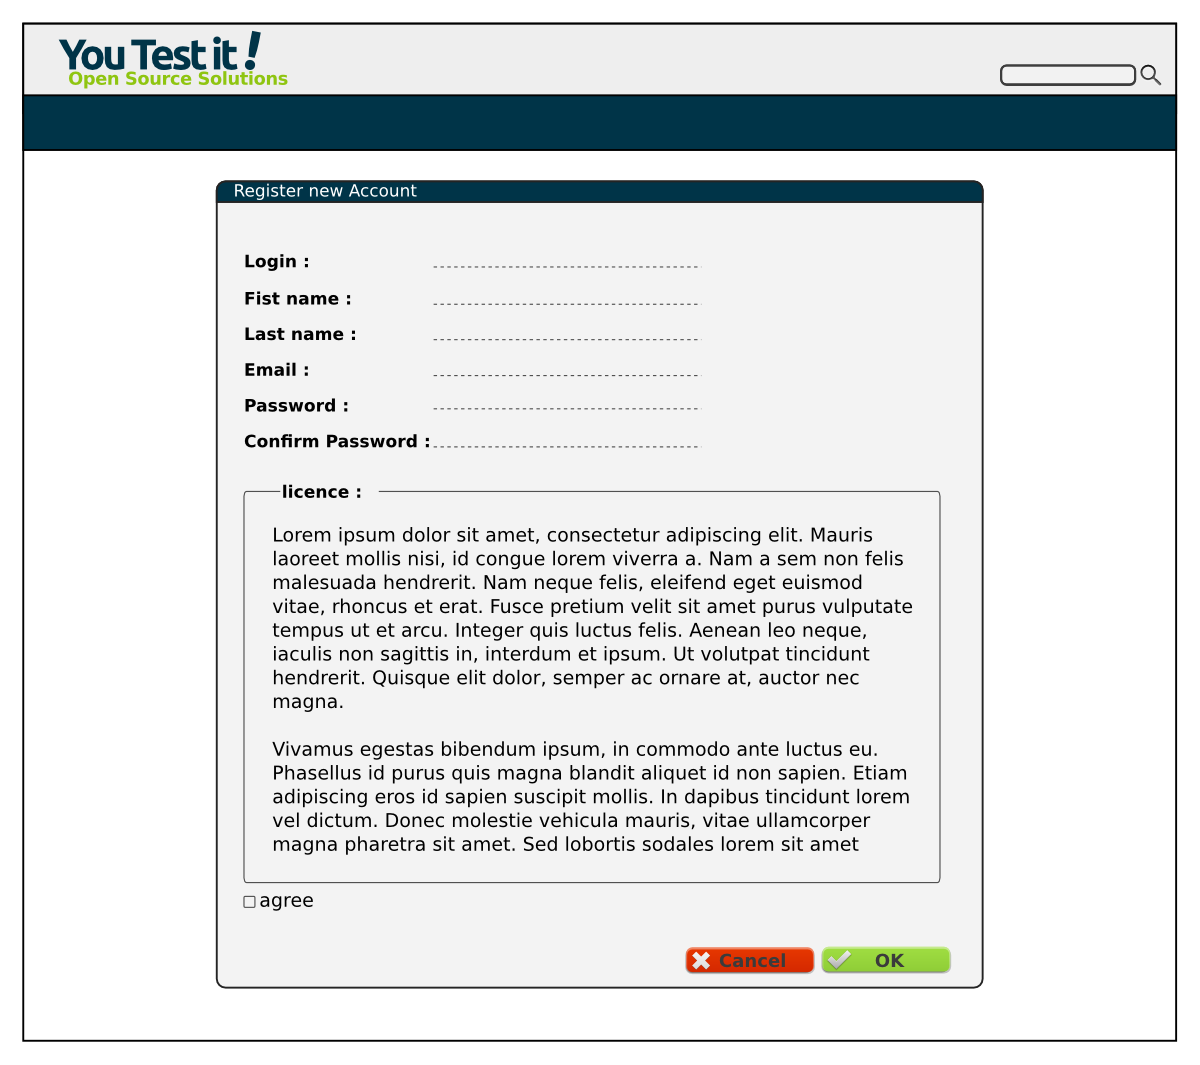 You Test it !
Open Source Solutions
Register new Account
Login :
Fist name :
Last name :
Email :
Password :
Confirm Password :
licence :
Lorem ipsum dolor sit amet, consectetur adipiscing elit. Mauris
laoreet mollis nisi, id congue lorem viverra a. Nam a sem non felis
malesuada hendrerit. Nam neque felis, eleifend eget euismod
vitae, rhoncus et erat. Fusce pretium velit sit amet purus vulputate
tempus ut et arcu. Integer quis luctus felis. Aenean leo neque,
iaculis non sagittis in, interdum et ipsum. Ut volutpat tincidunt
hendrerit. Quisque elit dolor, semper ac ornare at, auctor nec
magna.
Vivamus egestas bibendum ipsum, in commodo ante luctus eu.
Phasellus id purus quis magna blandit aliquet id non sapien. Etiam
adipiscing eros id sapien suscipit mollis. In dapibus tincidunt lorem
vel dictum. Donec molestie vehicula mauris, vitae ullamcorper
magna pharetra sit amet. Sed lobortis sodales lorem sit amet
agree
Cancel
OK